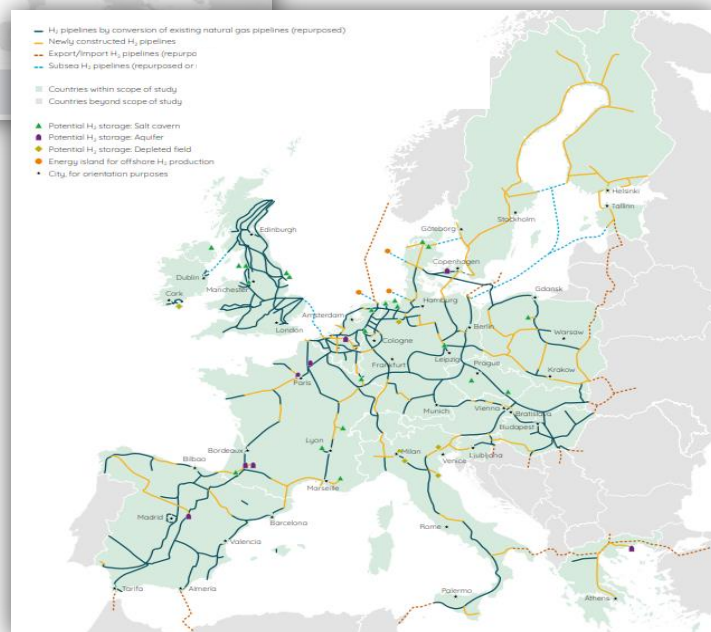 H₂ pipelines by conversion of existing natural gas pipelines (repurposed)
Newly constructed H₂ pipelines
Export/Import H₂ pipelines (repurpo
Subsea H₂ pipelines (repurposed or
Countries within scope of study
Countries beyond scope of study
Potential H₂ storage: Salt cavern
Potential H₂ storage: Aquifer
Potential H₂ storage: Depleted field
Energy island for offshore H₂ production
City, for orientation purposes
Helsinki
Tallinn
Stockholm
Göteborg
Edinburgh
Copenhagen
Dublin
Manchester
Cork
Gdańsk
Hamburg
Amsterdam
London
Berlin
Warsaw
Cologne
Leipzig
Frankfurt
Prague
Krakow
Paris
Munich
Vienna
Bratislava
Budapest
Lyon
Milan
Ljubljana
Venice
Bordeaux
Bilbao
Marseille
Madrid
Barcelona
Rome
Valencia
Tarifa
Almería
Palermo
Athens